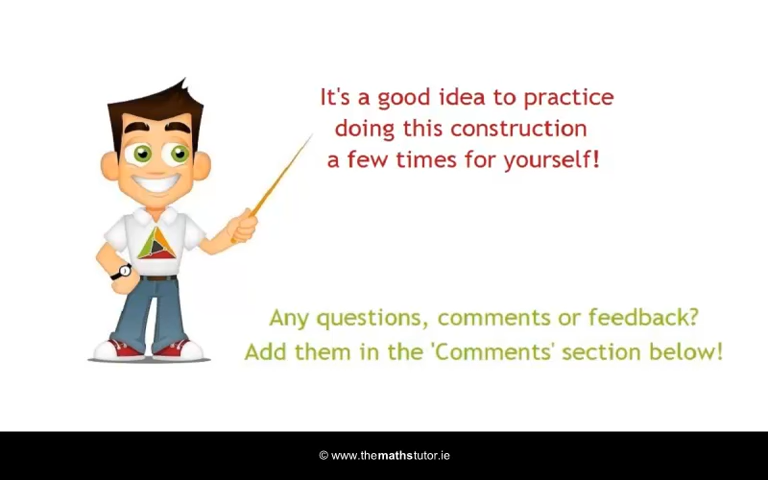 It's a good idea to practice
doing this construction
a few times for yourself!
Any questions, comments or feedback?
Add them in the 'Comments' section below!
© www.themathstutor.ie